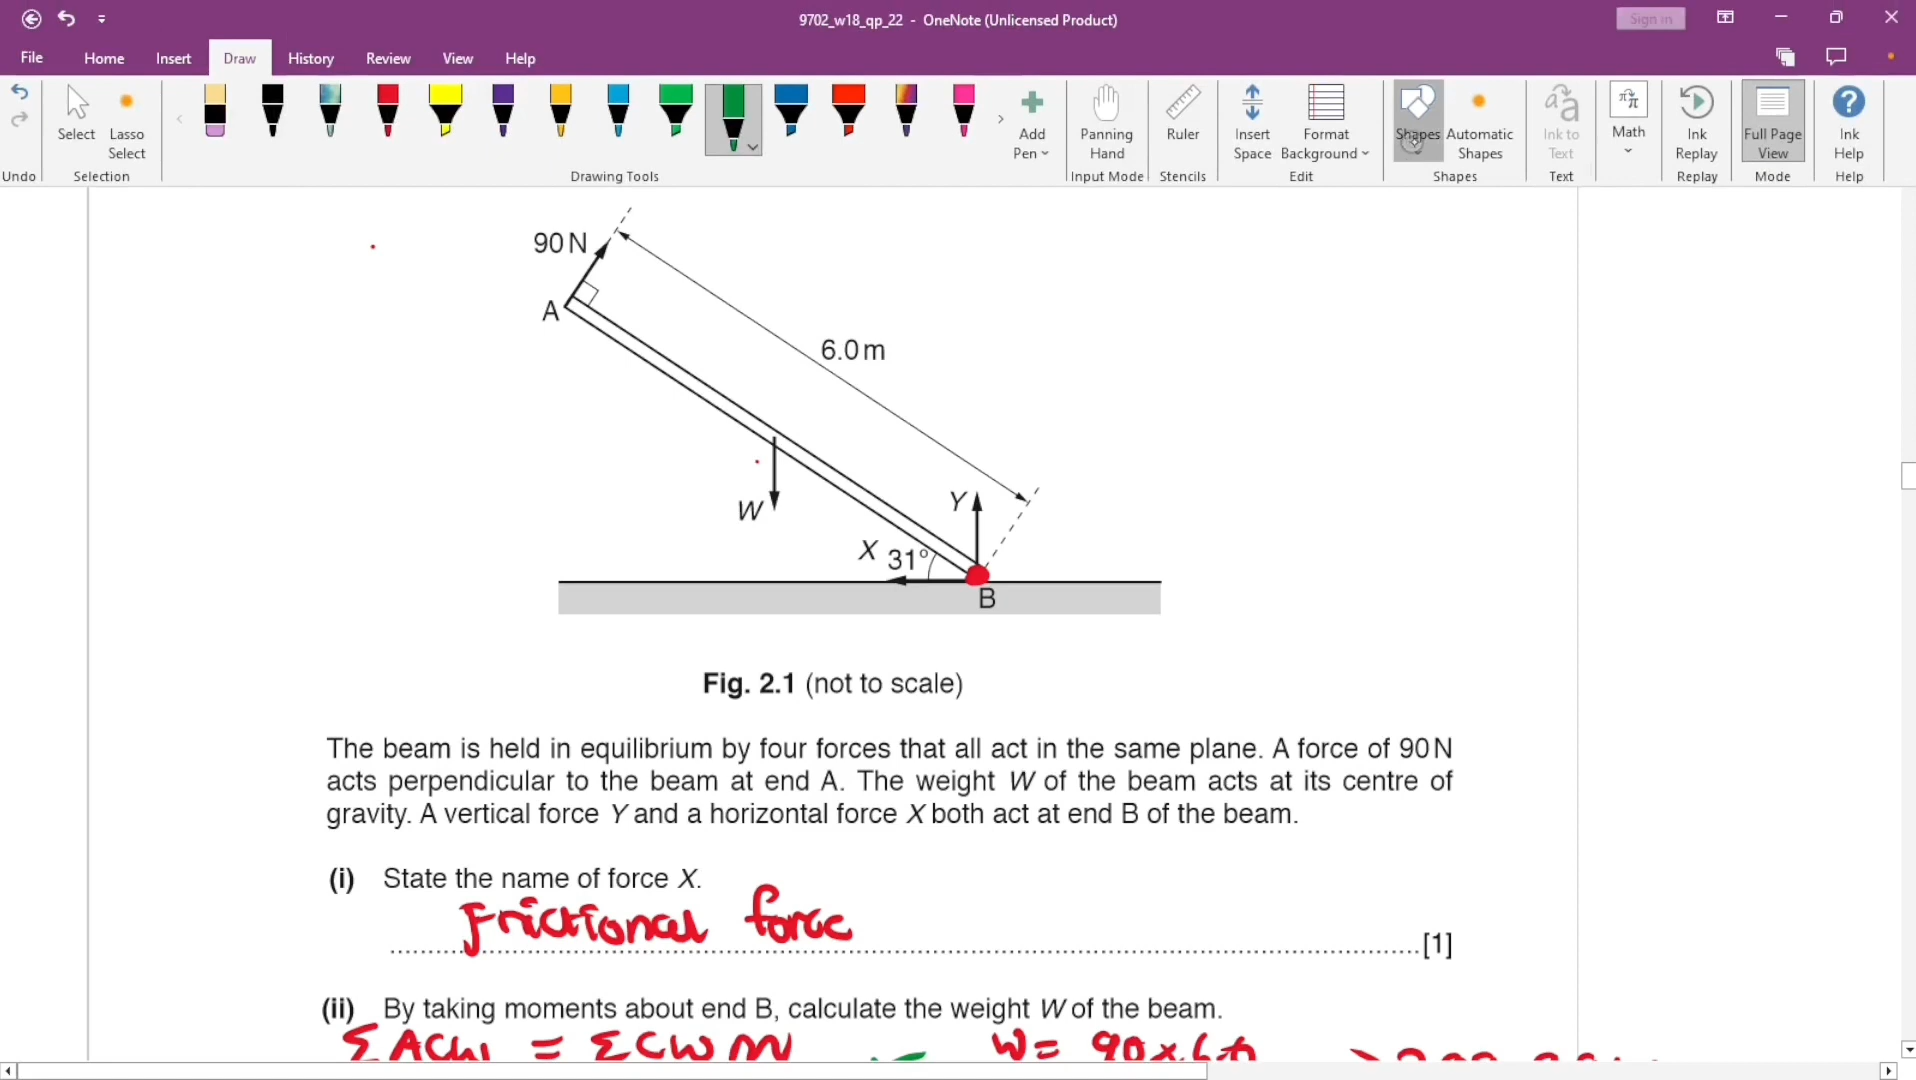 9702_w18_qp_22 - OneNote (Unlicensed Product)
Sign in
File Home Insert Draw History Review View Help
Select
Lasso Select
Add Pen
Panning Hand
Ruler
Insert Space
Format Background
Shapes
Automatic Shapes
Ink to Text
Math
Ink Replay
Full Page View
Ink Help
Undo Selection Drawing Tools Input Mode Stencils Edit Shapes Text Replay Mode Help
90 N
A
6.0 m
W
Y
X 31°
B
Fig. 2.1 (not to scale)
The beam is held in equilibrium by four forces that all act in the same plane. A force of 90 N
acts perpendicular to the beam at end A. The weight W of the beam acts at its centre of
gravity. A vertical force Y and a horizontal force X both act at end B of the beam.
(i) State the name of force X.
Frictional force
[1]
(ii) By taking moments about end B, calculate the weight W of the beam.
= ΣCWM W= 90×6